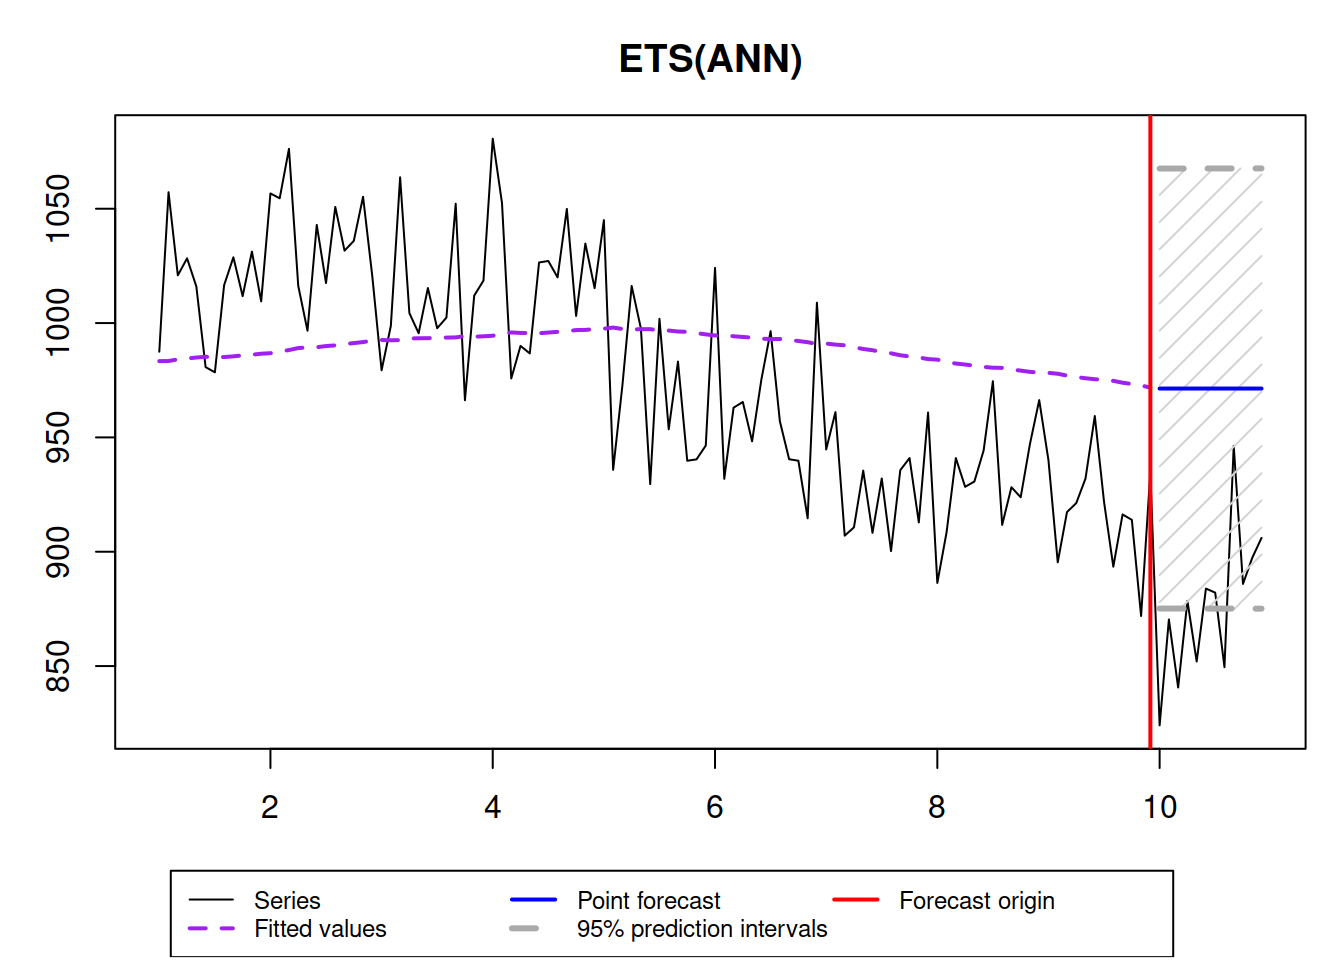 ETS(ANN)
1050
1000
950
900
850
2 4 6 8 10
Series Point forecast Forecast origin
Fitted values 95% prediction intervals